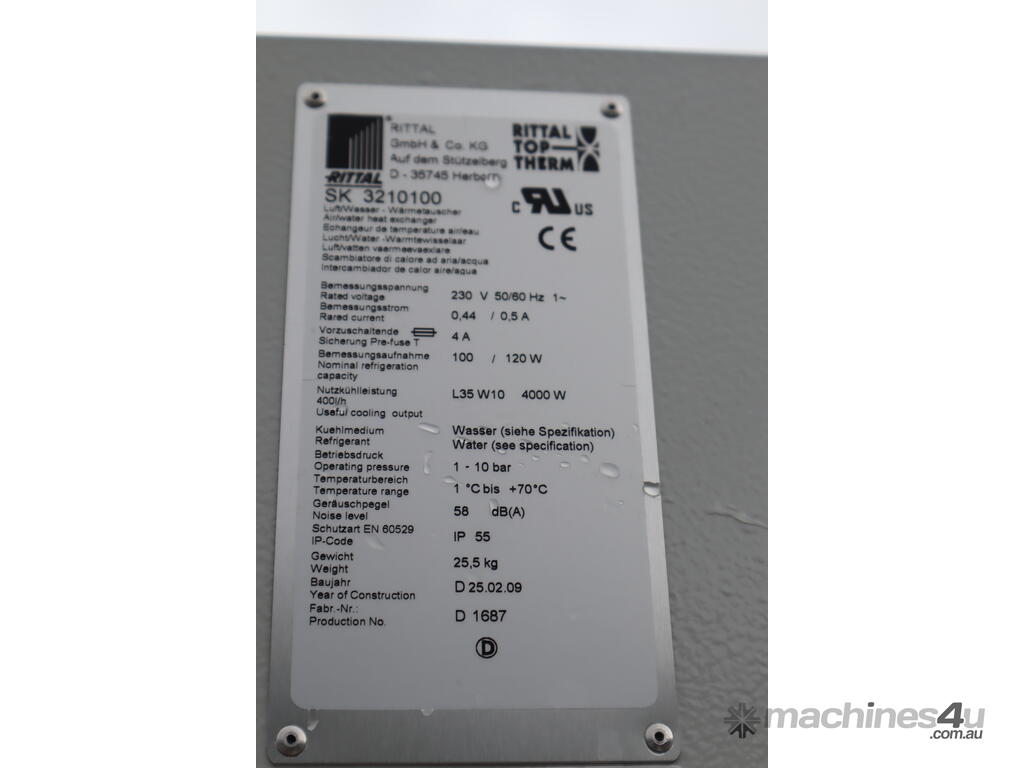 RITTAL
GmbH & Co. KG
Auf dem Stützelberg
D - 35745 Herborn
RITTAL
RITTAL
TOP
THERM
SK 3210100
Luft/Wasser - Wärmetauscher
Air/water heat exchanger
Echangeur de temperature air/eau
Lucht/Water -Warmtewisselaar
Luft/vatten vaermeevaexlare
Scambiatore di calore ad aria/acqua
Intercambiador de calor aire/agua
C RU US
CE
Bemessungsspannung
Rated voltage 230 V 50/60 Hz 1~
Bemessungsstrom
Rared current 0,44 / 0,5 A
Vorzuschaltende
Sicherung Pre-fuse T 4 A
Bemessungsaufnahme 100 / 120 W
Nominal refrigeration
capacity
Nutzkühlleistung L35 W10 4000 W
400l/h
Useful cooling output
Kuehlmedium Wasser (siehe Spezifikation)
Refrigerant Water (see specification)
Betriebsdruck
Operating pressure 1 - 10 bar
Temperaturbereich
Temperature range 1 °C bis +70°C
Geräuschpegel
Noise level 58 dB(A)
Schutzart EN 60529
IP-Code IP 55
Gewicht
Weight 25,5 kg
Baujahr
Year of Construction D 25.02.09
Fabr.-Nr.:
Production No. D 1687
D
machines4u
.com.au